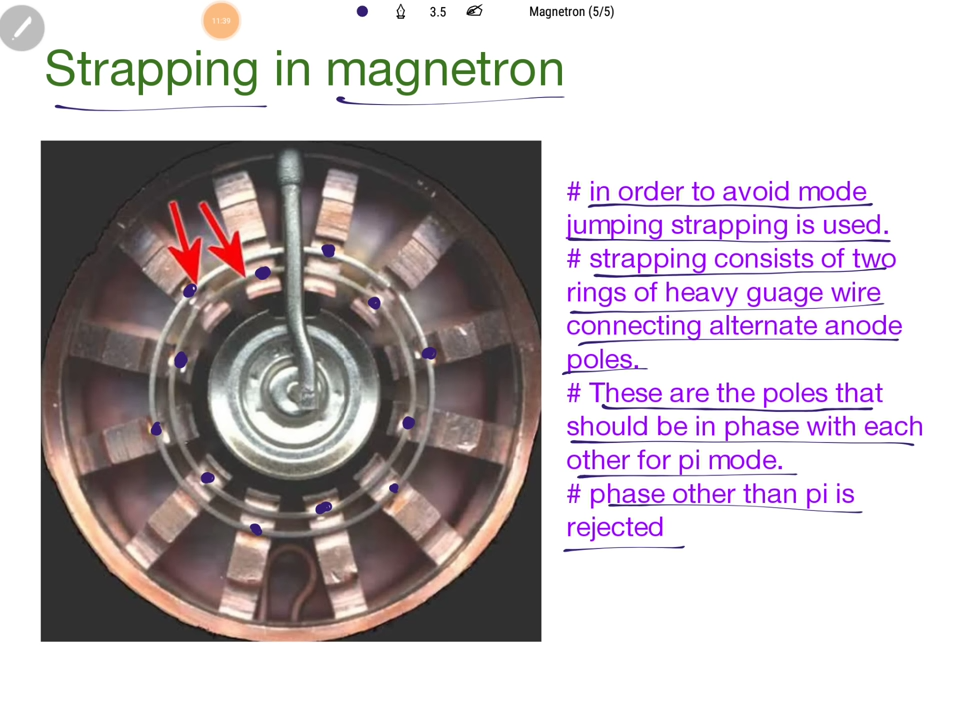 11:39
3.5
Magnetron (5/5)
Strapping in magnetron
# in order to avoid mode
jumping strapping is used.
# strapping consists of two
rings of heavy guage wire
connecting alternate anode
poles.
# These are the poles that
should be in phase with each
other for pi mode.
# phase other than pi is
rejected